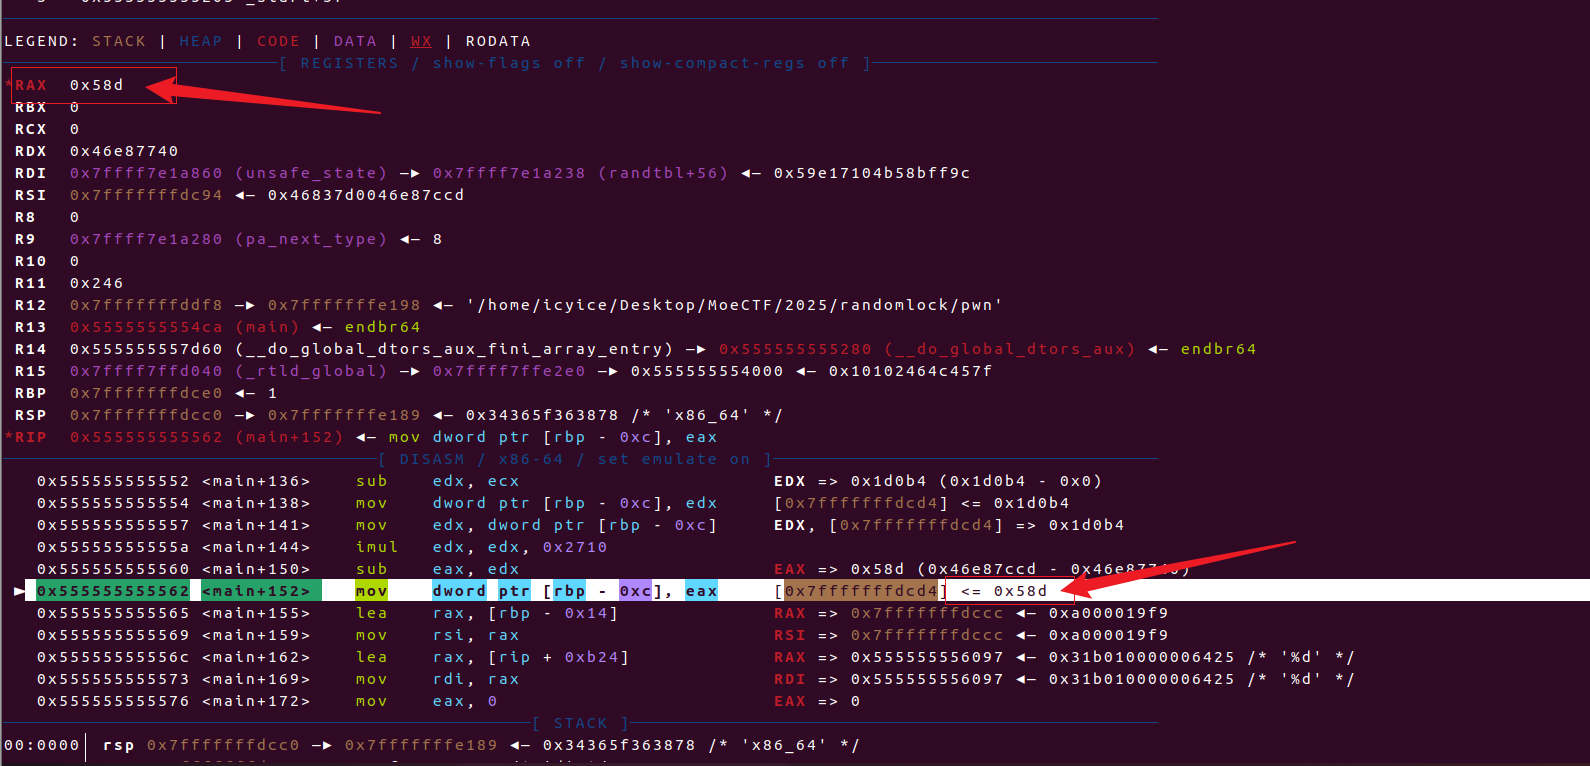 LEGEND: STACK | HEAP | CODE | DATA | WX | RODATA
[ REGISTERS / show-flags off / show-compact-regs off ]
*RAX 0x58d
RBX 0
RCX 0
RDX 0x46e87740
RDI 0x7ffff7e1a860 (unsafe_state) —▸ 0x7ffff7e1a238 (randtbl+56) ◂— 0x59e17104b58bff9c
RSI 0x7fffffffdc94 ◂— 0x46837d0046e87ccd
R8 0
R9 0x7ffff7e1a280 (pa_next_type) ◂— 8
R10 0
R11 0x246
R12 0x7fffffffddf8 —▸ 0x7fffffffe198 ◂— '/home/icyice/Desktop/MoeCTF/2025/randomlock/pwn'
R13 0x5555555554ca (main) ◂— endbr64
R14 0x555555557d60 (__do_global_dtors_aux_fini_array_entry) —▸ 0x555555555280 (__do_global_dtors_aux) ◂— endbr64
R15 0x7ffff7ffd040 (_rtld_global) —▸ 0x7ffff7ffe2e0 —▸ 0x555555554000 ◂— 0x10102464c457f
RBP 0x7fffffffdce0 ◂— 1
RSP 0x7fffffffdcc0 —▸ 0x7fffffffe189 ◂— 0x34365f363878 /* 'x86_64' */
*RIP 0x555555555562 (main+152) ◂— mov dword ptr [rbp - 0xc], eax
[ DISASM / x86-64 / set emulate on ]
0x555555555552 <main+136> sub edx, ecx EDX => 0x1d0b4 (0x1d0b4 - 0x0)
0x555555555554 <main+138> mov dword ptr [rbp - 0xc], edx [0x7fffffffdcd4] <= 0x1d0b4
0x555555555557 <main+141> mov edx, dword ptr [rbp - 0xc] EDX, [0x7fffffffdcd4] => 0x1d0b4
0x55555555555a <main+144> imul edx, edx, 0x2710
0x555555555560 <main+150> sub eax, edx EAX => 0x58d (0x46e87ccd - 0x46e87740)
► 0x555555555562 <main+152> mov dword ptr [rbp - 0xc], eax [0x7fffffffdcd4] <= 0x58d
0x555555555565 <main+155> lea rax, [rbp - 0x14] RAX => 0x7fffffffdccc ◂— 0xa000019f9
0x555555555569 <main+159> mov rsi, rax RSI => 0x7fffffffdccc ◂— 0xa000019f9
0x55555555556c <main+162> lea rax, [rip + 0xb24] RAX => 0x555555556097 ◂— 0x31b010000006425 /* '%d' */
0x555555555573 <main+169> mov rdi, rax RDI => 0x555555556097 ◂— 0x31b010000006425 /* '%d' */
0x555555555576 <main+172> mov eax, 0 EAX => 0
[ STACK ]
00:0000│ rsp 0x7fffffffdcc0 —▸ 0x7fffffffe189 ◂— 0x34365f363878 /* 'x86_64' */